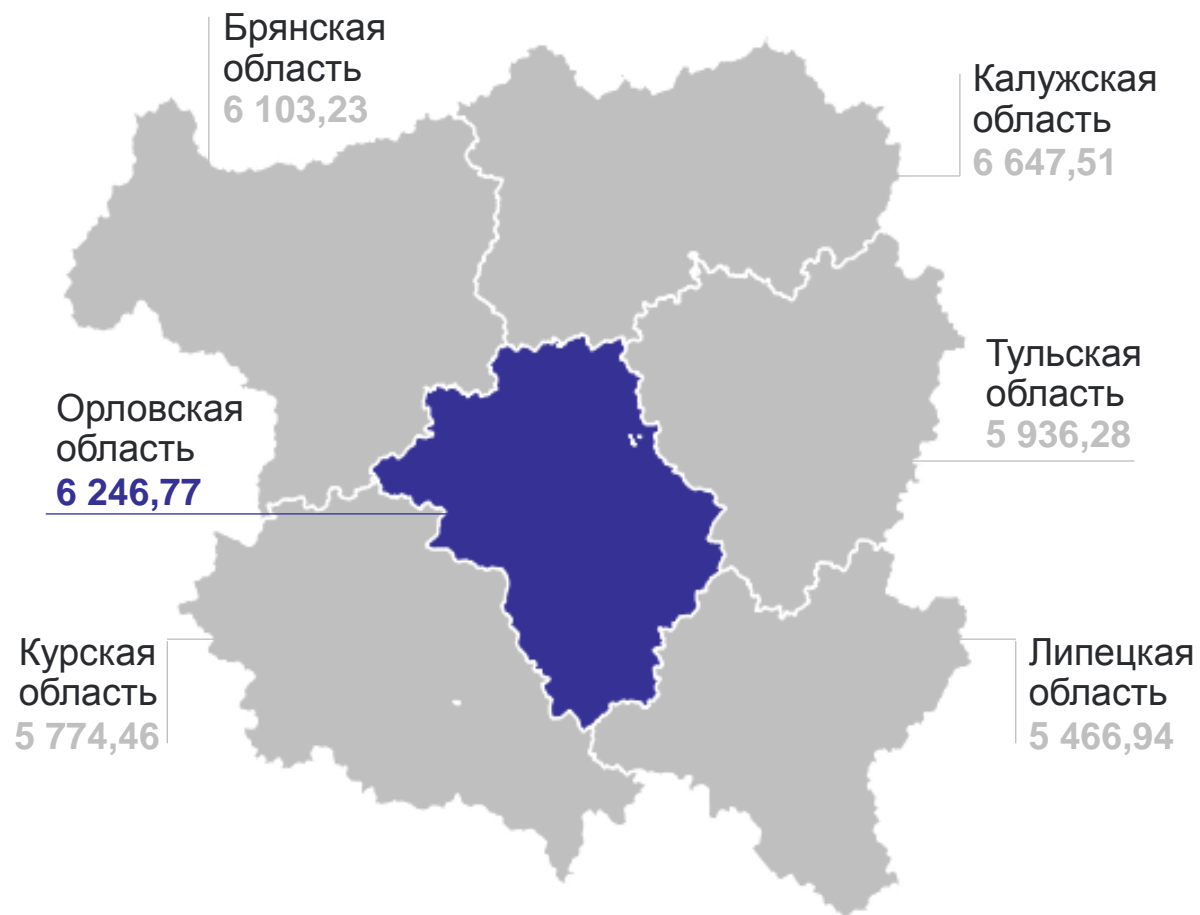 Брянская
область
6 103,23
Калужская
область
6 647,51
Тульская
область
5 936,28
Орловская
область
6 246,77
Курская
область
5 774,46
Липецкая
область
5 466,94